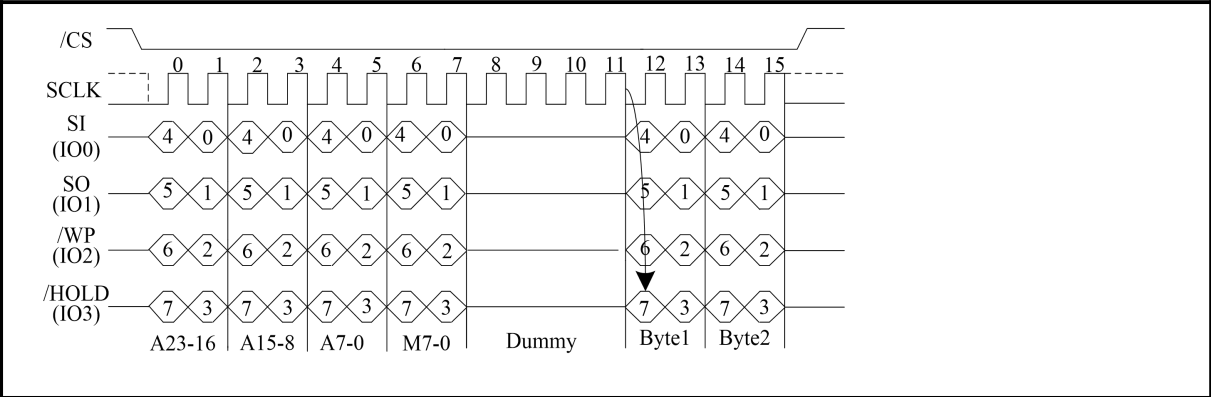 /CS
0 1 2 3 4 5 6 7 8 9 10 11 12 13 14 15
SCLK
SI
(IO0)
4 0 4 0 4 0 4 0 4 0 4 0
SO
(IO1)
5 1 5 1 5 1 5 1 5 1 5 1
/WP
(IO2)
6 2 6 2 6 2 6 2 6 2 6 2
/HOLD
(IO3)
7 3 7 3 7 3 7 3 7 3 7 3
A23-16 A15-8 A7-0 M7-0 Dummy Byte1 Byte2